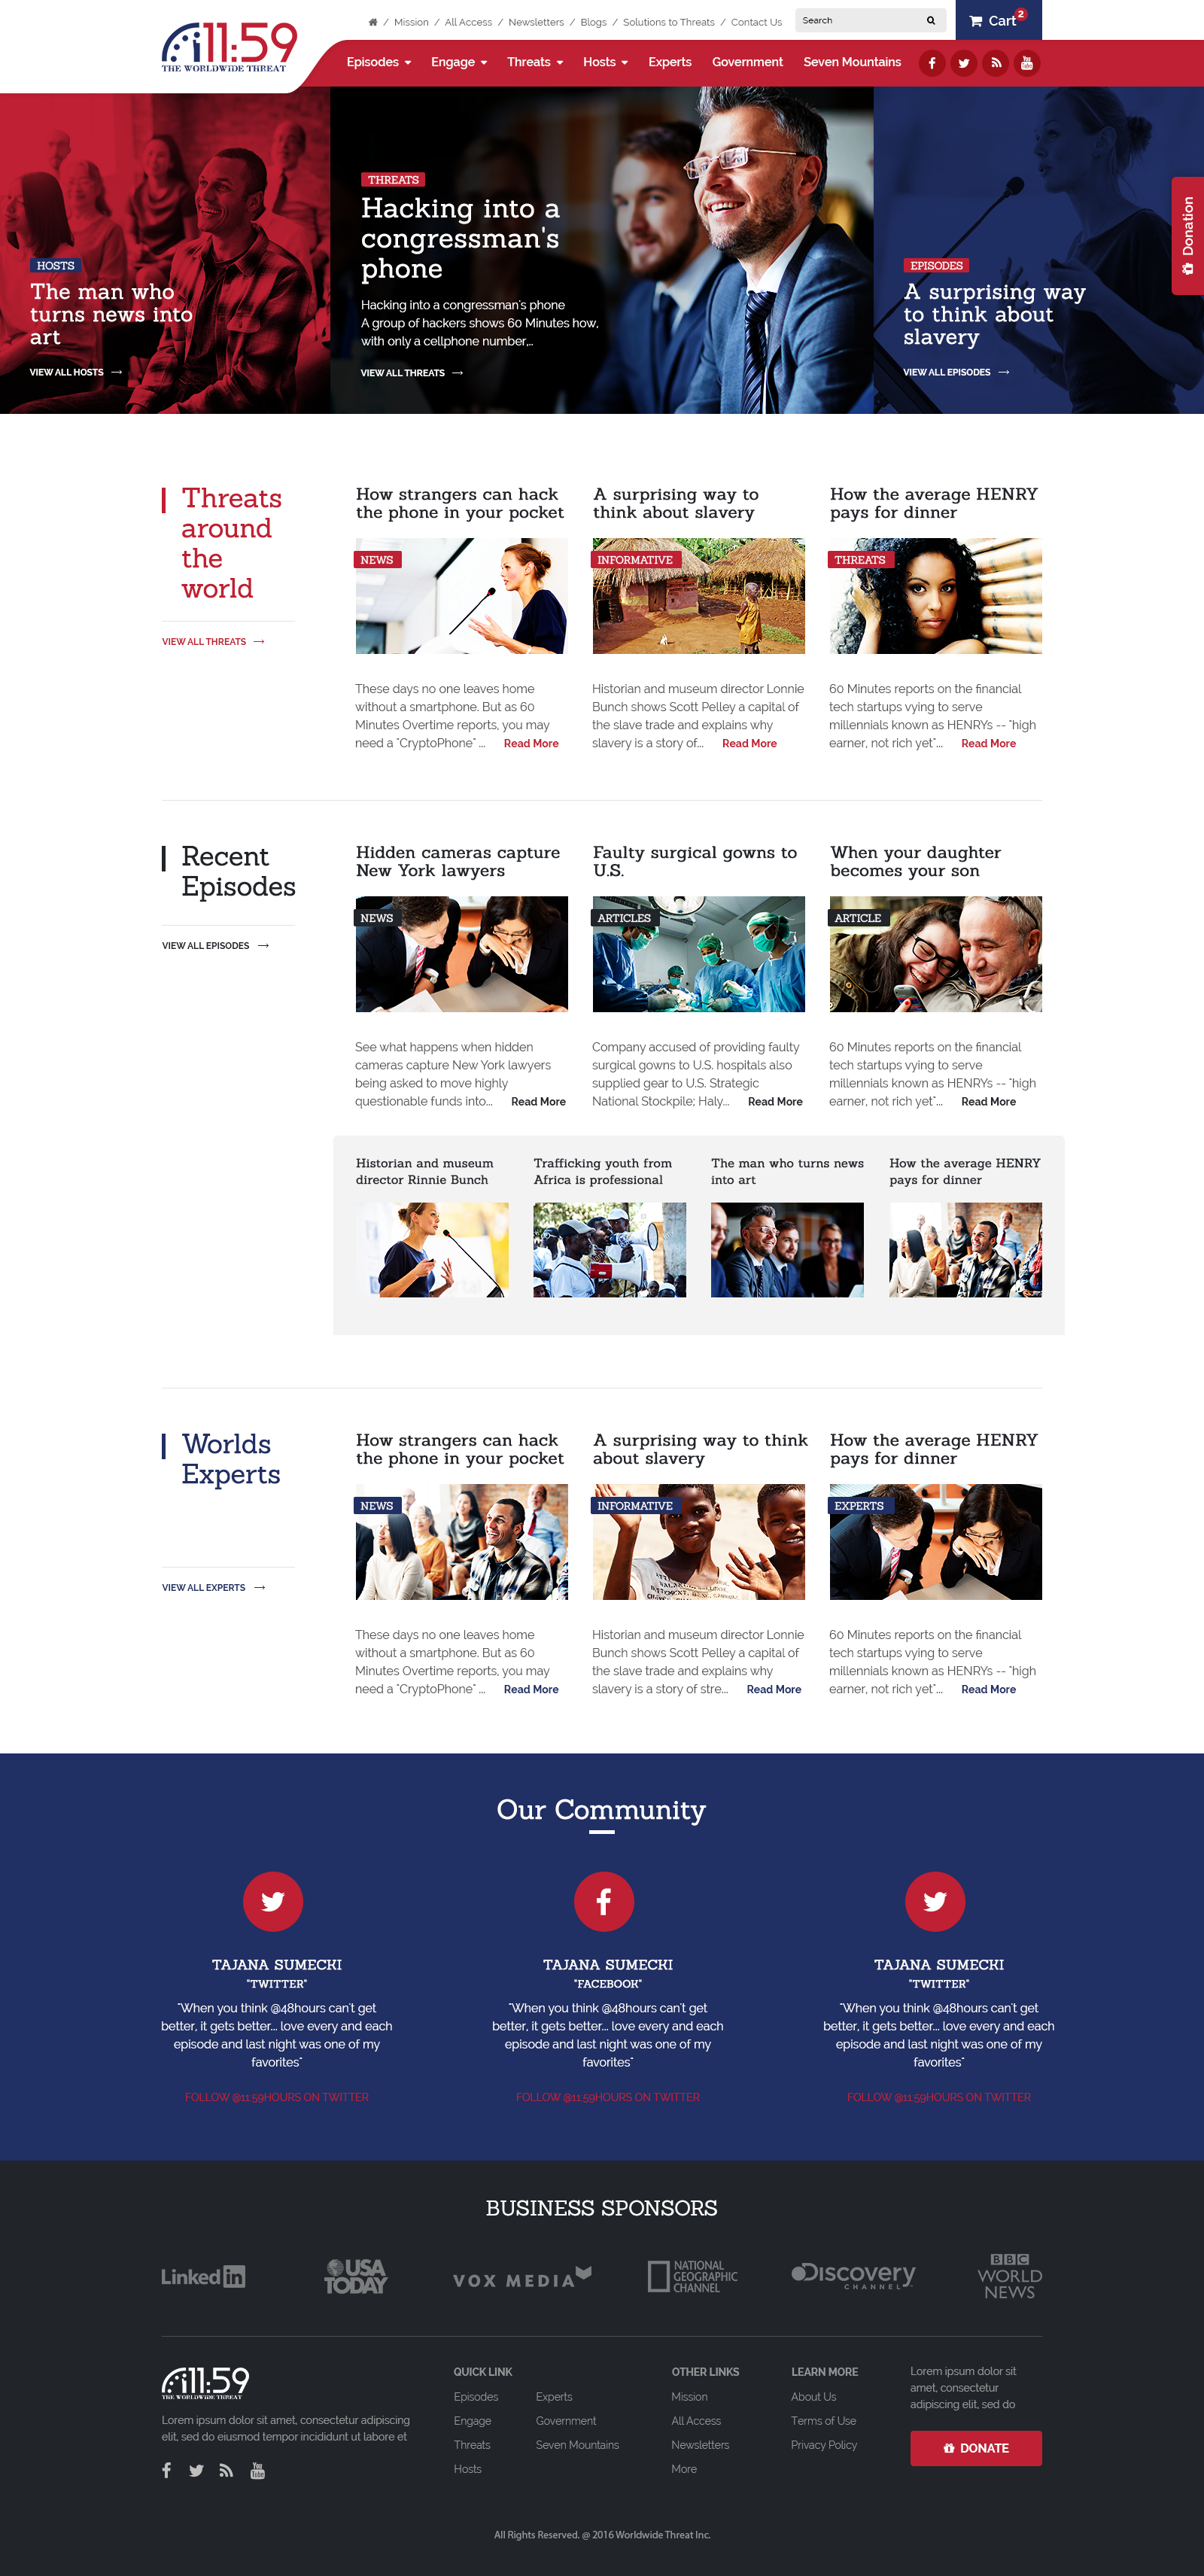 11:59
THE WORLDWIDE THREAT
/ Mission / All Access / Newsletters / Blogs / Solutions to Threats / Contact Us
Search
Cart 2
Episodes Engage Threats Hosts Experts Government Seven Mountains
You Tube
HOSTS
The man who
turns news into
art
VIEW ALL HOSTS
THREATS
Hacking into a
congressman's
phone
Hacking into a congressman's phone
A group of hackers shows 60 Minutes how,
with only a cellphone number,..
VIEW ALL THREATS
EPISODES
A surprising way
to think about
slavery
VIEW ALL EPISODES
Donation
Threats
around
the
world
VIEW ALL THREATS
How strangers can hack
the phone in your pocket
NEWS
These days no one leaves home
without a smartphone. But as 60
Minutes Overtime reports, you may
need a "CryptoPhone" ... Read More
A surprising way to
think about slavery
INFORMATIVE
Historian and museum director Lonnie
Bunch shows Scott Pelley a capital of
the slave trade and explains why
slavery is a story of... Read More
How the average HENRY
pays for dinner
THREATS
60 Minutes reports on the financial
tech startups vying to serve
millennials known as HENRYs -- "high
earner, not rich yet"... Read More
Recent
Episodes
VIEW ALL EPISODES
Hidden cameras capture
New York lawyers
NEWS
See what happens when hidden
cameras capture New York lawyers
being asked to move highly
questionable funds into... Read More
Faulty surgical gowns to
U.S.
ARTICLES
Company accused of providing faulty
surgical gowns to U.S. hospitals also
supplied gear to U.S. Strategic
National Stockpile; Haly... Read More
When your daughter
becomes your son
ARTICLE
60 Minutes reports on the financial
tech startups vying to serve
millennials known as HENRYs -- "high
earner, not rich yet"... Read More
Historian and museum
director Rinnie Bunch
Trafficking youth from
Africa is professional
The man who turns news
into art
How the average HENRY
pays for dinner
Worlds
Experts
VIEW ALL EXPERTS
How strangers can hack
the phone in your pocket
NEWS
These days no one leaves home
without a smartphone. But as 60
Minutes Overtime reports, you may
need a "CryptoPhone" ... Read More
A surprising way to think
about slavery
INFORMATIVE
Historian and museum director Lonnie
Bunch shows Scott Pelley a capital of
the slave trade and explains why
slavery is a story of stre... Read More
How the average HENRY
pays for dinner
EXPERTS
60 Minutes reports on the financial
tech startups vying to serve
millennials known as HENRYs -- "high
earner, not rich yet"... Read More
Our Community
TAJANA SUMECKI
"TWITTER"
"When you think @48hours can't get
better, it gets better... love every and each
episode and last night was one of my
favorites"
FOLLOW @11:59HOURS ON TWITTER
TAJANA SUMECKI
"FACEBOOK"
"When you think @48hours can't get
better, it gets better... love every and each
episode and last night was one of my
favorites"
FOLLOW @11:59HOURS ON TWITTER
TAJANA SUMECKI
"TWITTER"
"When you think @48hours can't get
better, it gets better... love every and each
episode and last night was one of my
favorites"
FOLLOW @11:59HOURS ON TWITTER
BUSINESS SPONSORS
Linked in
USA
TODAY
VOX MEDIA
NATIONAL
GEOGRAPHIC
CHANNEL
Discovery
CHANNEL
BBC
WORLD
NEWS
11:59
THE WORLDWIDE THREAT
Lorem ipsum dolor sit amet, consectetur adipiscing
elit, sed do eiusmod tempor incididunt ut labore et
You Tube
QUICK LINK
Episodes
Engage
Threats
Hosts
Experts
Government
Seven Mountains
OTHER LINKS
Mission
All Access
Newsletters
More
LEARN MORE
About Us
Terms of Use
Privacy Policy
Lorem ipsum dolor sit
amet, consectetur
adipiscing elit, sed do
DONATE
All Rights Reserved. @ 2016 Worldwide Threat Inc.